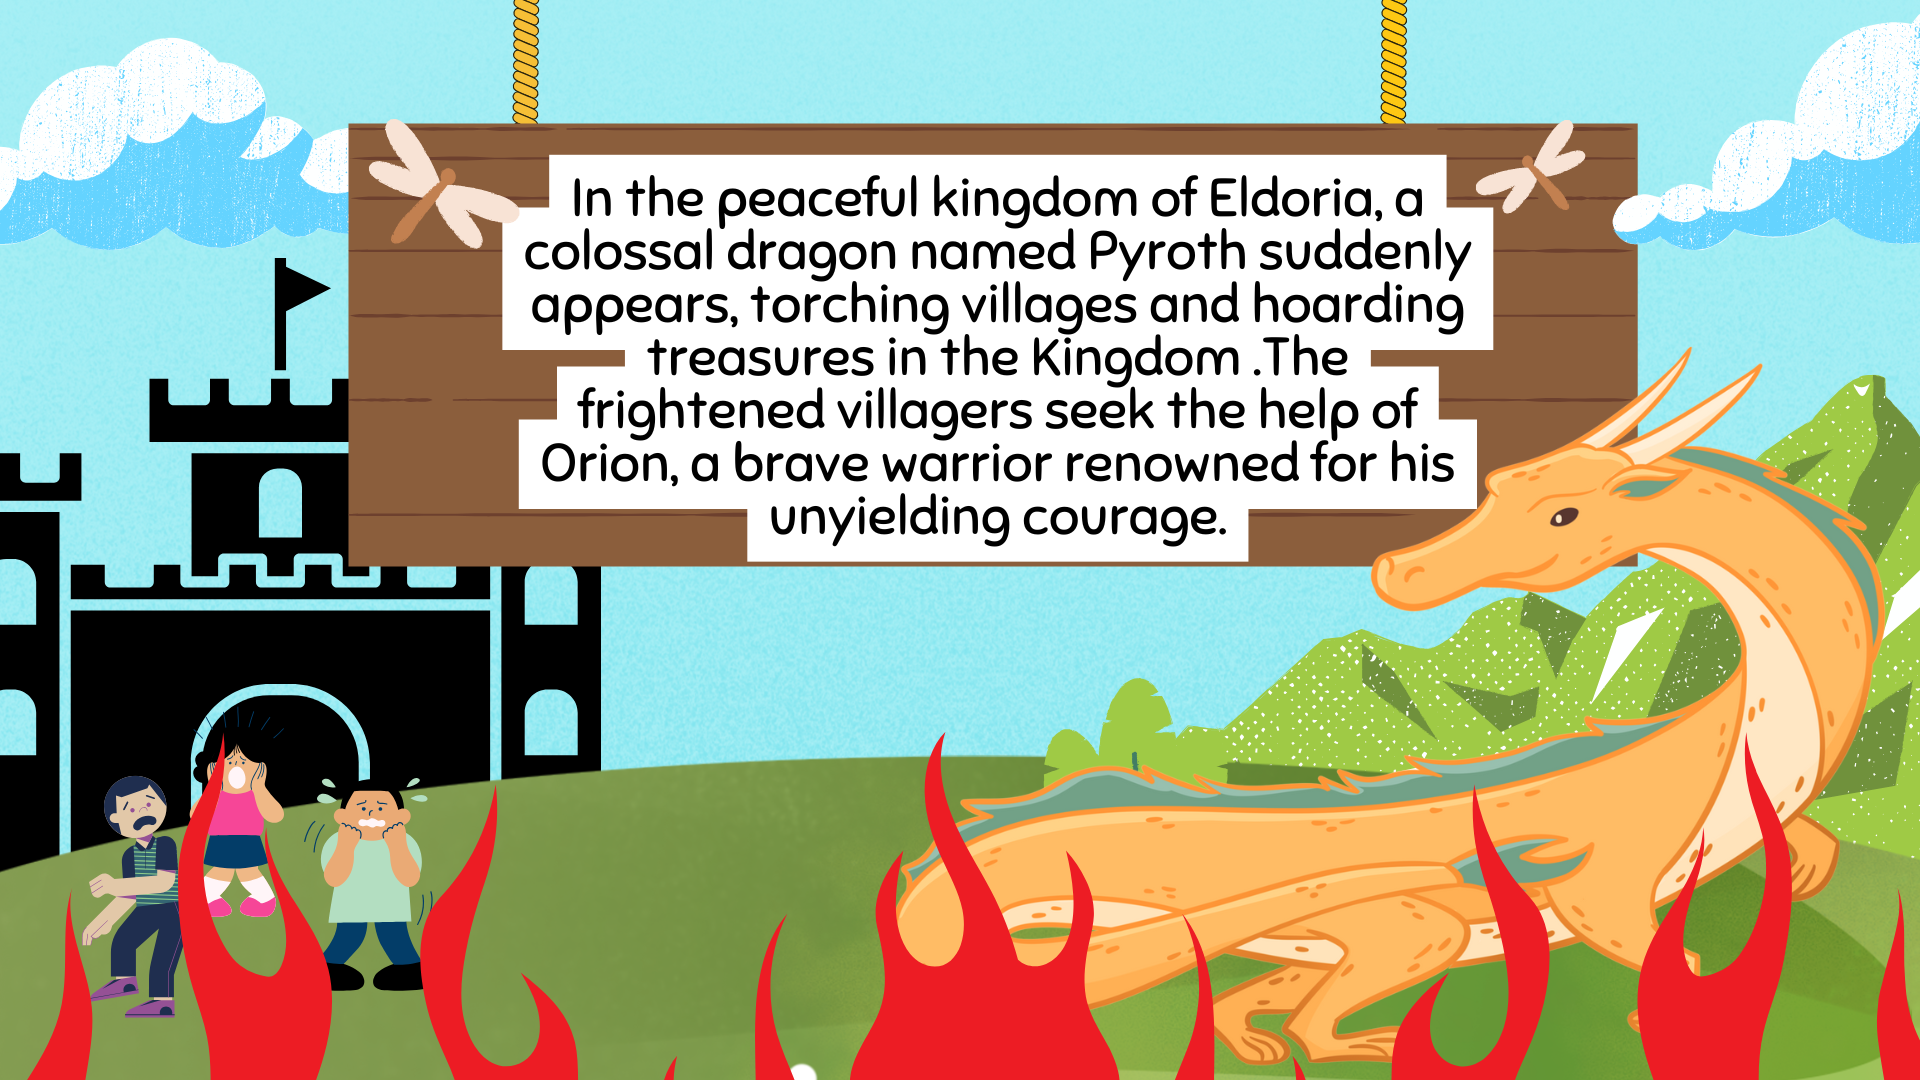 In the peaceful kingdom of Eldoria, a
colossal dragon named Pyroth suddenly
appears, torching villages and hoarding
treasures in the Kingdom .The
frightened villagers seek the help of
Orion, a brave warrior renowned for his
unyielding courage.